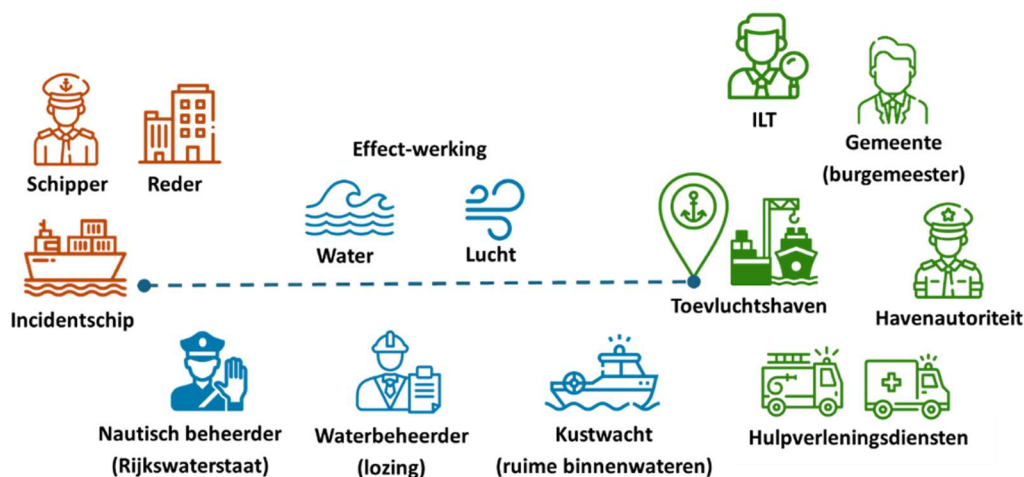 ILT
Gemeente
(burgemeester)
Schipper
Reder
Effect-werking
Water
Lucht
Incidentschip
Toevluchtshaven
Havenautoriteit
Nautisch beheerder
(Rijkswaterstaat)
Waterbeheerder
(lozing)
Kustwacht
(ruime binnenwateren)
Hulpverleningsdiensten